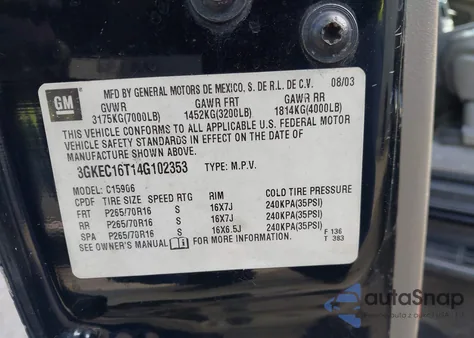 GM
MFD BY GENERAL MOTORS DE MEXICO, S. DE R.L. DE C.V. 08/03
GVWR GAWR FRT GAWR RR
3175KG(7000LB) 1452KG(3200LB) 1814KG(4000LB)
THIS VEHICLE CONFORMS TO ALL APPLICABLE U.S. FEDERAL MOTOR
VEHICLE SAFETY STANDARDS IN EFFECT ON THE DATE OF
MANUFACTURE SHOWN ABOVE.
3GKEC16T14G102353 TYPE: M.P.V.
MODEL: C15906
CPDF TIRE SIZE SPEED RTG RIM COLD TIRE PRESSURE
FRT P265/70R16 S 16X7J 240KPA(35PSI)
RR P265/70R16 S 16X7J 240KPA(35PSI)
SPA P265/70R16 S 16X6.5J 240KPA(35PSI)
SEE OWNER'S MANUAL FOR MORE INFORMATION. F 136
T 383
autoSnap